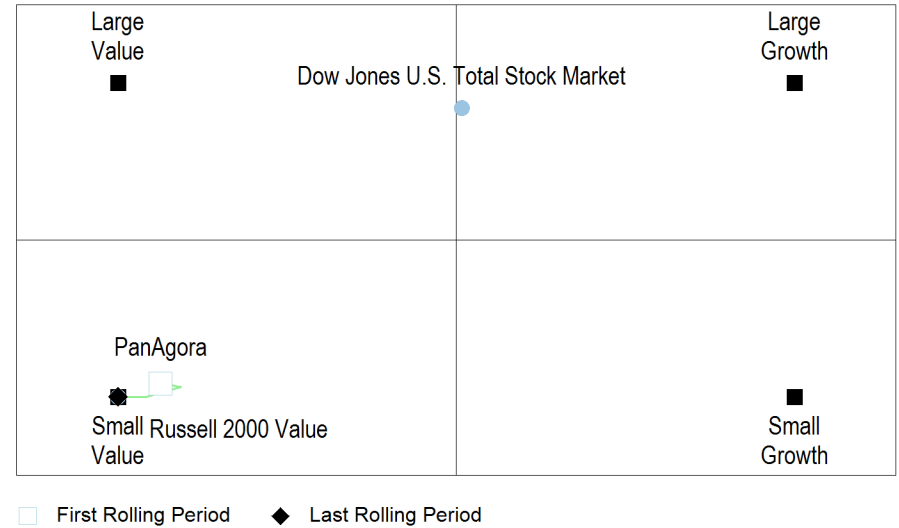 Large
Value
Large
Growth
Dow Jones U.S. Total Stock Market
PanAgora
Small
Value
Russell 2000 Value
Small
Growth
First Rolling Period
Last Rolling Period